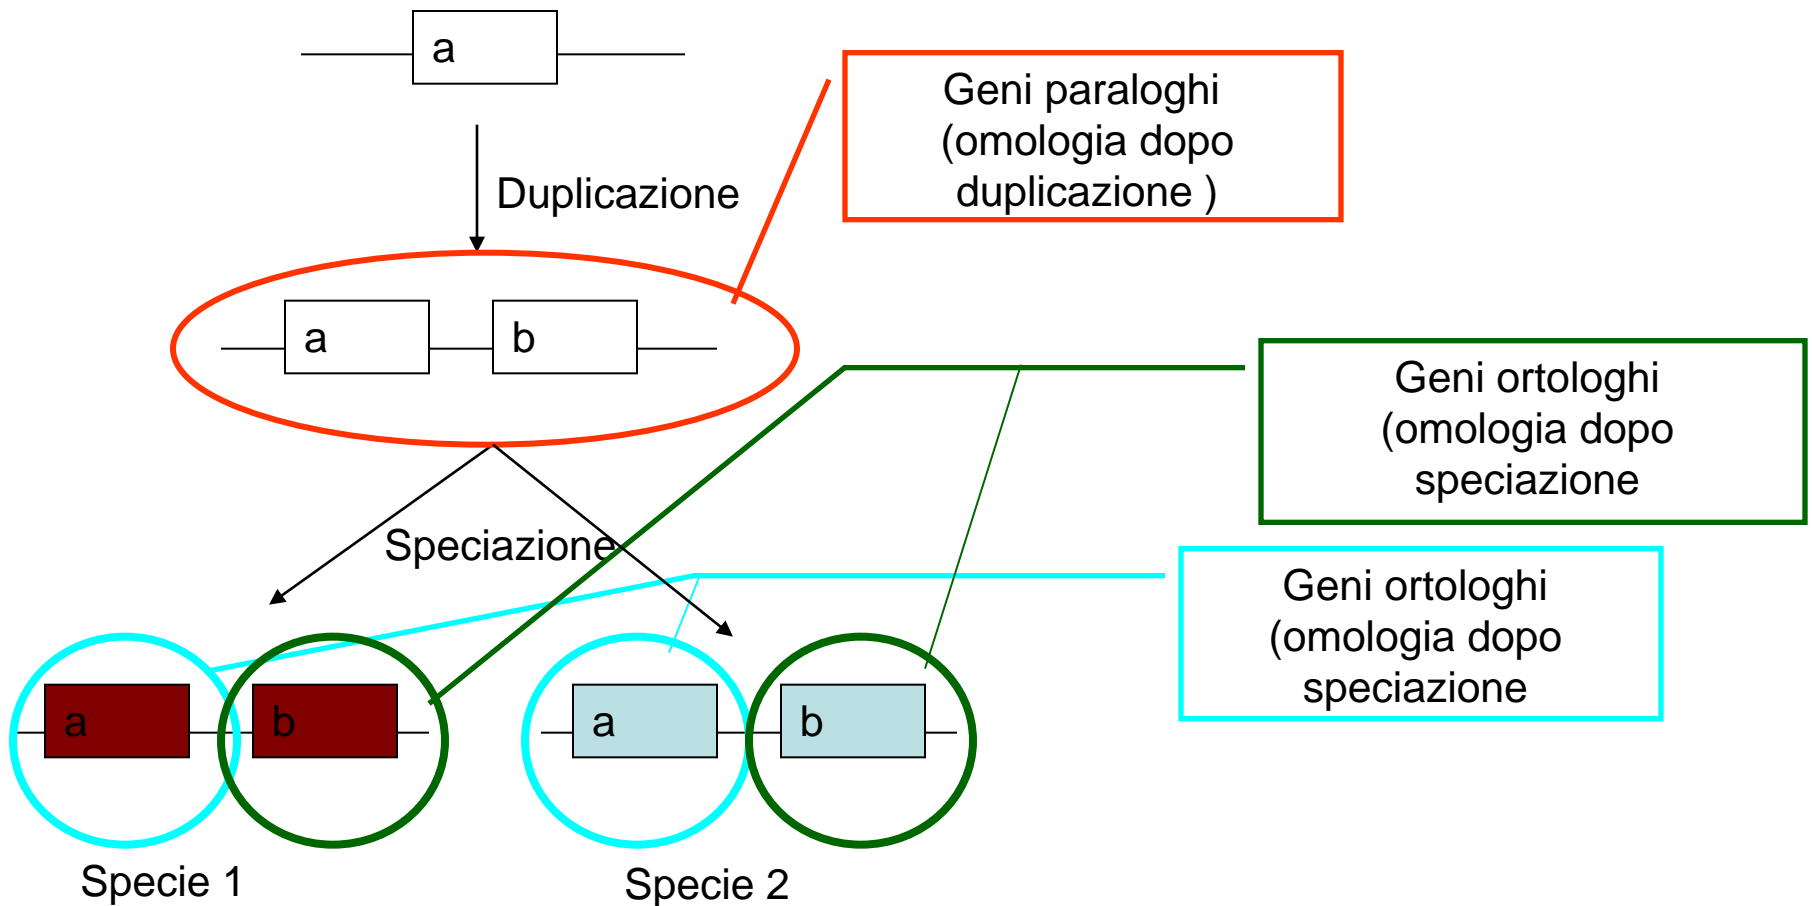 a
Geni paraloghi
(omologia dopo
duplicazione )
Duplicazione
a
b
Geni ortologhi
(omologia dopo
speciazione
Speciazione
Geni ortologhi
(omologia dopo
speciazione
a
b
a
b
Specie 1
Specie 2